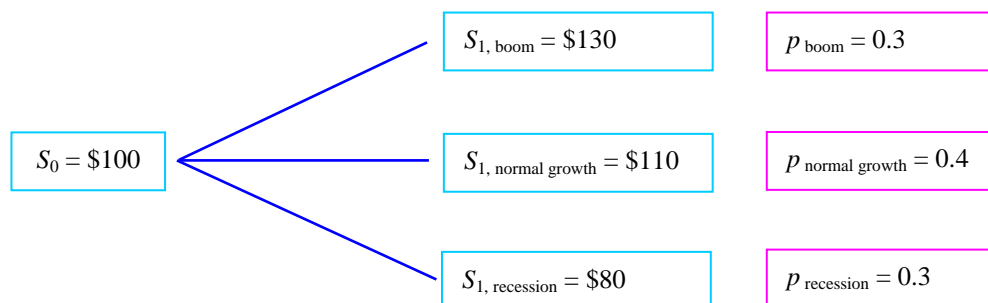 S1, boom = $130
p boom = 0.3
S0 = $100
S1, normal growth = $110
p normal growth = 0.4
S1, recession = $80
p recession = 0.3